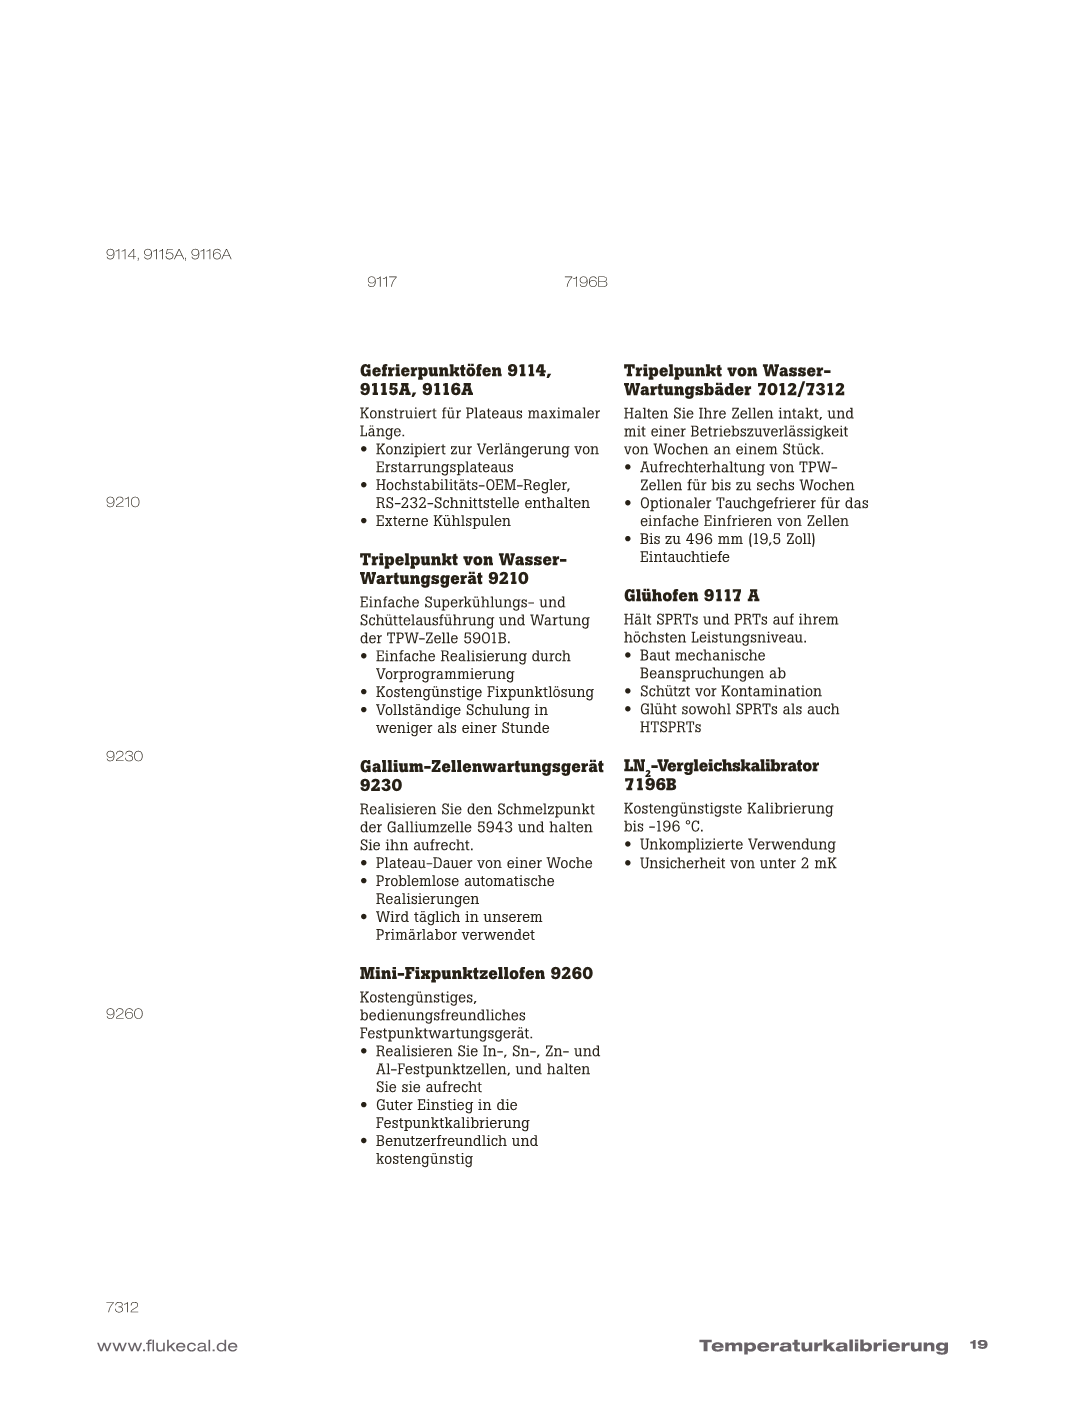 9114, 9115A, 9116A
9117
7196B
9210
9230
9260
7312
Gefrierpunktöfen 9114,
9115A, 9116A
Konstruiert für Plateaus maximaler
Länge.
• Konzipiert zur Verlängerung von
Erstarrungsplateaus
• Hochstabilitäts-OEM-Regler,
RS-232-Schnittstelle enthalten
• Externe Kühlspulen
Tripelpunkt von Wasser-
Wartungsgerät 9210
Einfache Superkühlungs- und
Schüttelausführung und Wartung
der TPW-Zelle 5901B.
• Einfache Realisierung durch
Vorprogrammierung
• Kostengünstige Fixpunktlösung
• Vollständige Schulung in
weniger als einer Stunde
Gallium-Zellenwartungsgerät
9230
Realisieren Sie den Schmelzpunkt
der Galliumzelle 5943 und halten
Sie ihn aufrecht.
• Plateau-Dauer von einer Woche
• Problemlose automatische
Realisierungen
• Wird täglich in unserem
Primärlabor verwendet
Mini-Fixpunktzellofen 9260
Kostengünstiges,
bedienungsfreundliches
Festpunktwartungsgerät.
• Realisieren Sie In-, Sn-, Zn- und
Al-Festpunktzellen, und halten
Sie sie aufrecht
• Guter Einstieg in die
Festpunktkalibrierung
• Benutzerfreundlich und
kostengünstig
Tripelpunkt von Wasser-
Wartungsbäder 7012/7312
Halten Sie Ihre Zellen intakt, und
mit einer Betriebszuverlässigkeit
von Wochen an einem Stück.
• Aufrechterhaltung von TPW-
Zellen für bis zu sechs Wochen
• Optionaler Tauchgefrierer für das
einfache Einfrieren von Zellen
• Bis zu 496 mm (19,5 Zoll)
Eintauchtiefe
Glühofen 9117 A
Hält SPRTs und PRTs auf ihrem
höchsten Leistungsniveau.
• Baut mechanische
Beanspruchungen ab
• Schützt vor Kontamination
• Glüht sowohl SPRTs als auch
HTSPRTs
LN₂-Vergleichskalibrator
7196B
Kostengünstigste Kalibrierung
bis -196 °C.
• Unkomplizierte Verwendung
• Unsicherheit von unter 2 mK
www.flukecal.de
Temperaturkalibrierung 19